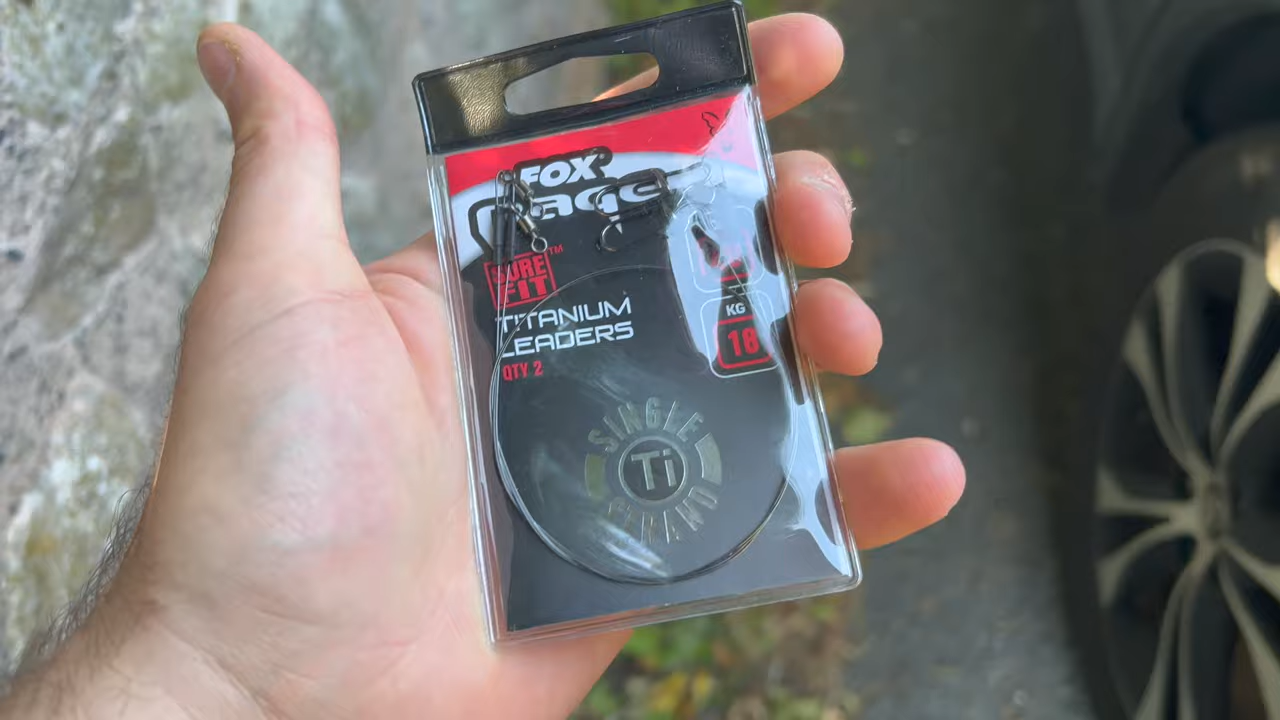 FOX
Rage
SURE
FIT™
TITANIUM
LEADERS
QTY 2
KG
18
SINGLE
Ti
STRAND